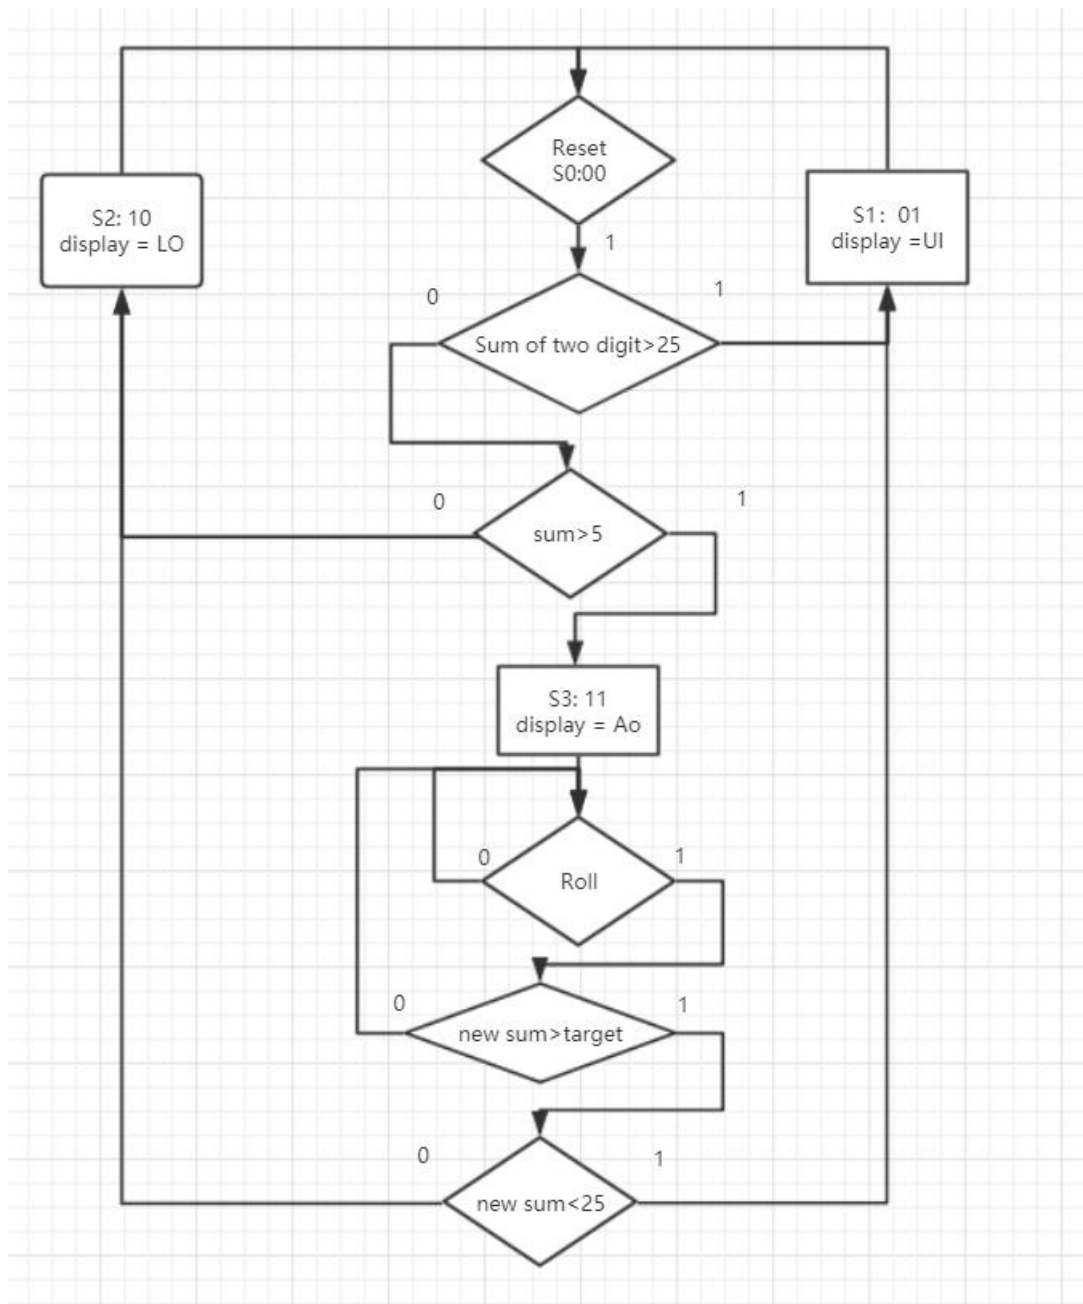 Reset
S0:00
S2: 10
display = LO
S1:  01
display =UI
1
0
1
Sum of two digit>25
0
1
sum>5
S3: 11
display = Ao
0
1
Roll
0
1
new sum>target
0
1
new sum<25